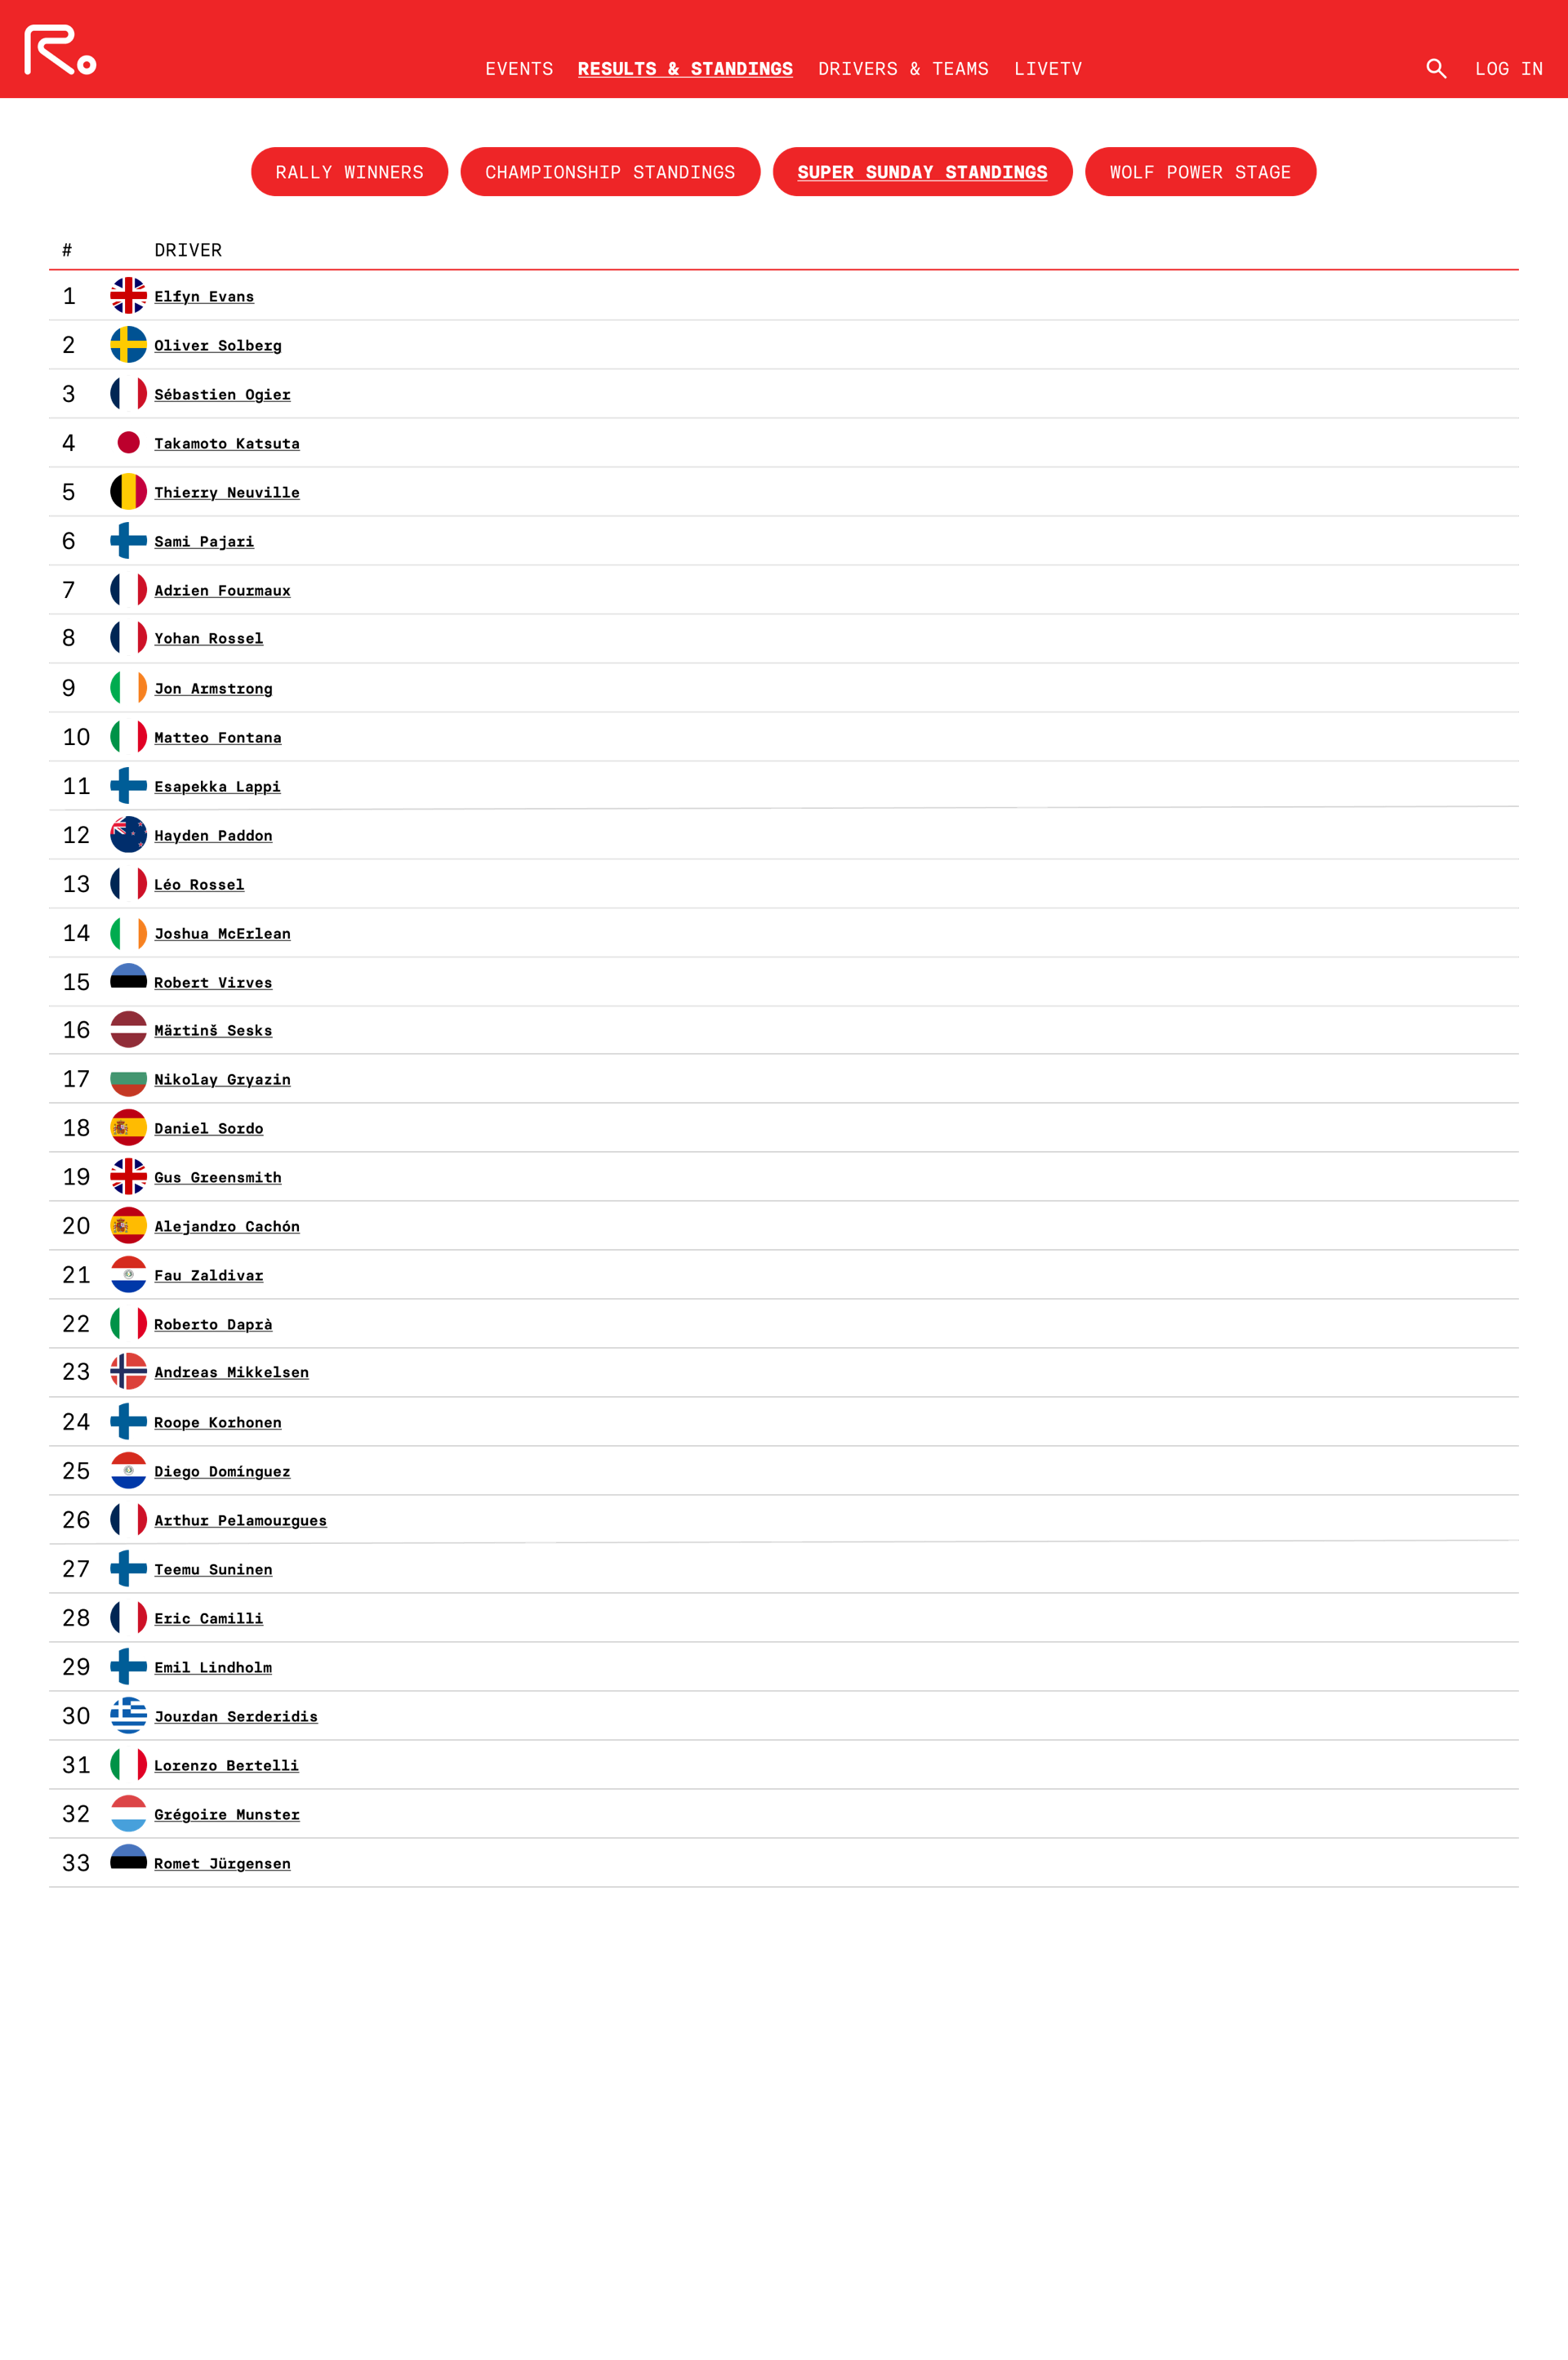 R.
EVENTS RESULTS & STANDINGS DRIVERS & TEAMS LIVETV LOG IN
RALLY WINNERS CHAMPIONSHIP STANDINGS SUPER SUNDAY STANDINGS WOLF POWER STAGE
# DRIVER
1 Elfyn Evans
2 Oliver Solberg
3 Sébastien Ogier
4 Takamoto Katsuta
5 Thierry Neuville
6 Sami Pajari
7 Adrien Fourmaux
8 Yohan Rossel
9 Jon Armstrong
10 Matteo Fontana
11 Esapekka Lappi
12 Hayden Paddon
13 Léo Rossel
14 Joshua McErlean
15 Robert Virves
16 Märtinš Sesks
17 Nikolay Gryazin
18 Daniel Sordo
19 Gus Greensmith
20 Alejandro Cachón
21 Fau Zaldivar
22 Roberto Daprà
23 Andreas Mikkelsen
24 Roope Korhonen
25 Diego Domínguez
26 Arthur Pelamourgues
27 Teemu Suninen
28 Eric Camilli
29 Emil Lindholm
30 Jourdan Serderidis
31 Lorenzo Bertelli
32 Grégoire Munster
33 Romet Jürgensen